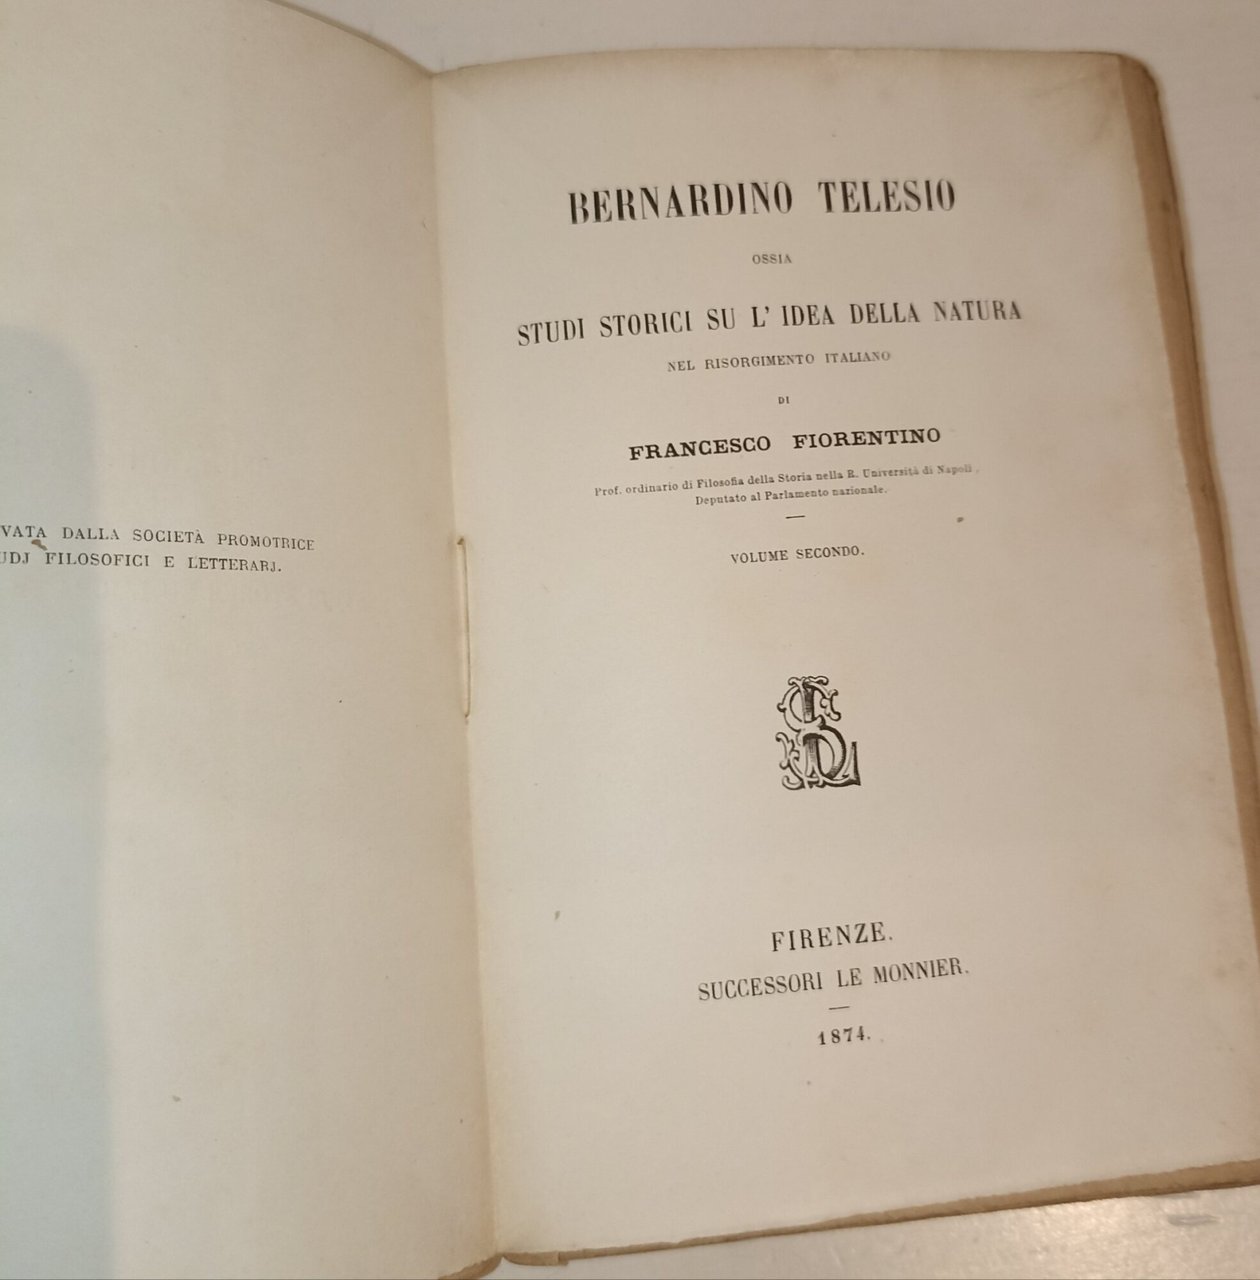 DALLA SOCIETÀ PROMOTRICE
FILOSOFICI E LETTERARJ.
BERNARDINO TELESIO
OSSIA
STUDI STORICI SU L' IDEA DELLA NATURA
NEL RISORGIMENTO ITALIANO
DI
FRANCESCO FIORENTINO
Prof. ordinario di Filosofia della Storia nella R. Università di Napoli,
Deputato al Parlamento nazionale.
VOLUME SECONDO.
FIRENZE.
SUCCESSORI LE MONNIER.
1874.